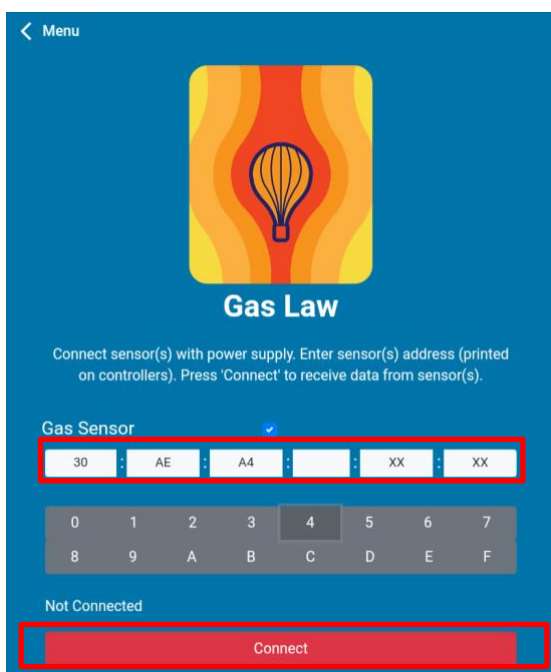 Menu
Gas Law
Connect sensor(s) with power supply. Enter sensor(s) address (printed
on controllers). Press 'Connect' to receive data from sensor(s).
Gas Sensor
30 : AE : A4 : : XX : XX
0 1 2 3 4 5 6 7
8 9 A B C D E F
Not Connected
Connect